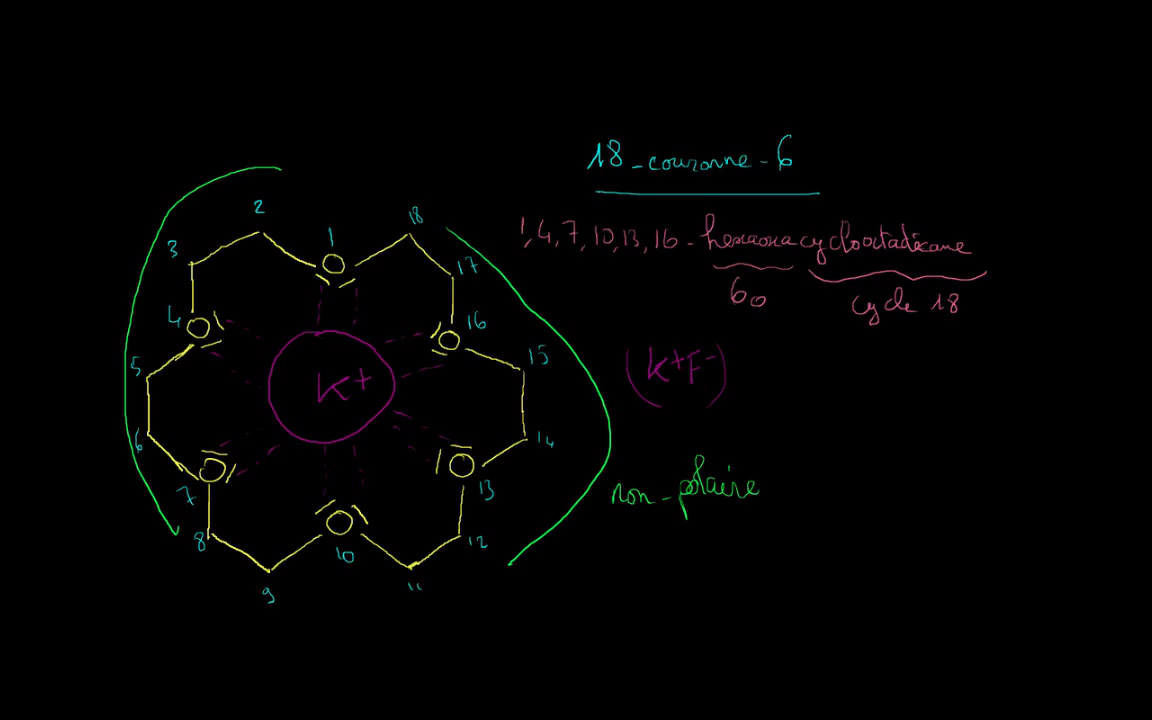 18-couronne-6
1,4,7,10,13,16-hexaoxacyclooctadécane
6 O
cycle 18
(K+F-)
non-polaire
K+
O
O
O
O
O
O
1
2
3
4
5
6
7
8
9
10
11
12
13
14
15
16
17
18